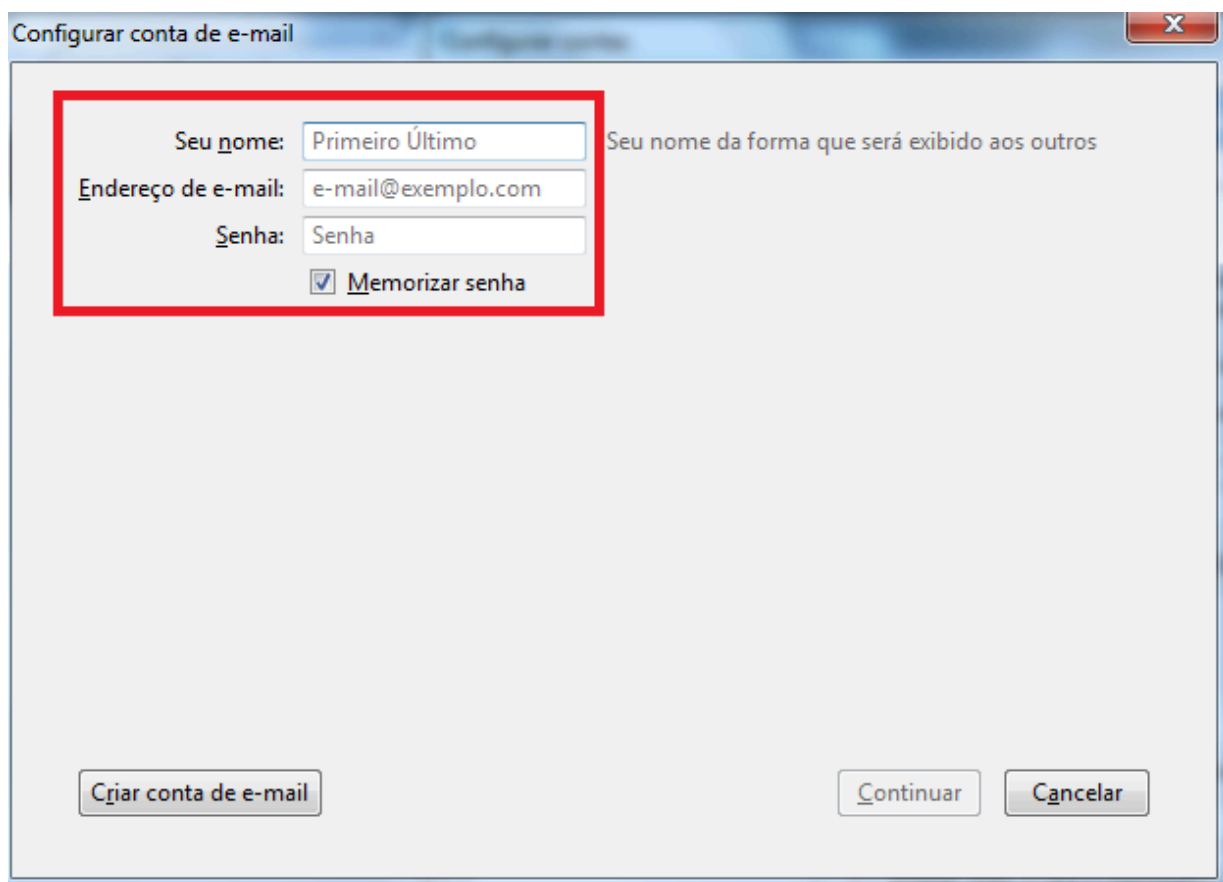 Configurar conta de e-mail
Seu nome: Primeiro Último Seu nome da forma que será exibido aos outros
Endereço de e-mail: e-mail@exemplo.com
Senha: Senha
Memorizar senha
Criar conta de e-mail Continuar Cancelar